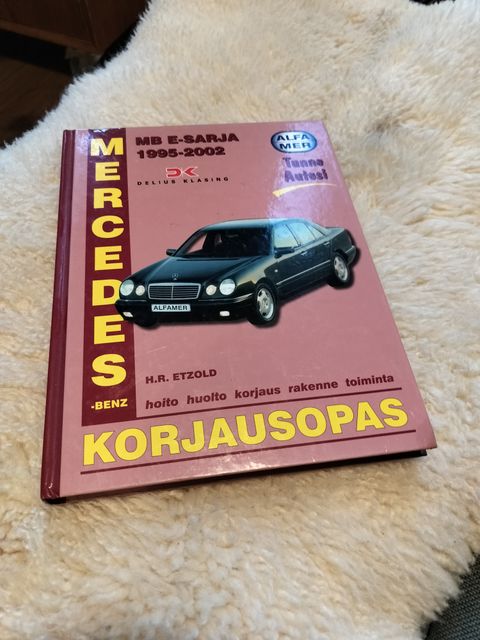 MERCEDES
-BENZ
MB E-SARJA
1995-2002
DK
DELIUS KLASING
ALFA
MER
Tunne
Autosi
ALFAMER
H.R. ETZOLD
hoito huolto korjaus rakenne toiminta
KORJAUSOPAS